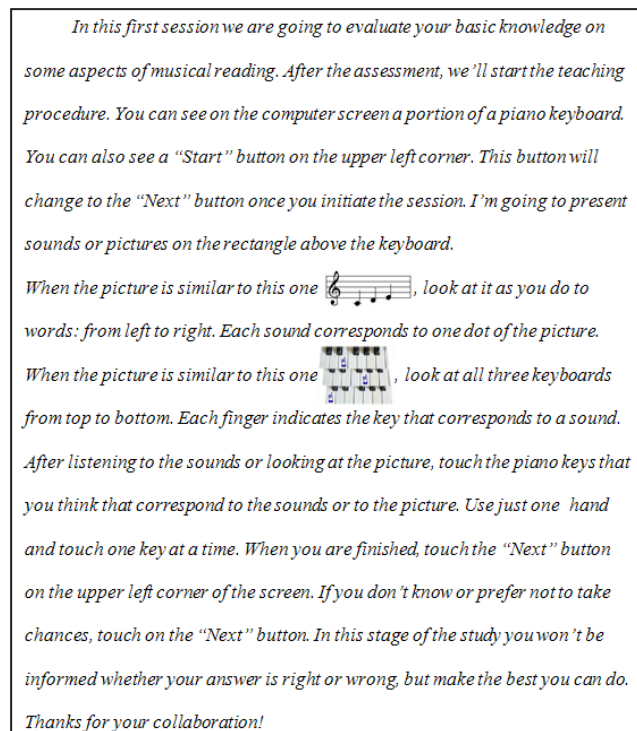 In this first session we are going to evaluate your basic knowledge on
some aspects of musical reading. After the assessment, we'll start the teaching
procedure. You can see on the computer screen a portion of a piano keyboard.
You can also see a “Start” button on the upper left corner. This button will
change to the “Next” button once you initiate the session. I'm going to present
sounds or pictures on the rectangle above the keyboard.
When the picture is similar to this one , look at it as you do to
words: from left to right. Each sound corresponds to one dot of the picture.
When the picture is similar to this one , look at all three keyboards
from top to bottom. Each finger indicates the key that corresponds to a sound.
After listening to the sounds or looking at the picture, touch the piano keys that
you think that correspond to the sounds or to the picture. Use just one hand
and touch one key at a time. When you are finished, touch the “Next” button
on the upper left corner of the screen. If you don't know or prefer not to take
chances, touch on the “Next” button. In this stage of the study you won't be
informed whether your answer is right or wrong, but make the best you can do.
Thanks for your collaboration!